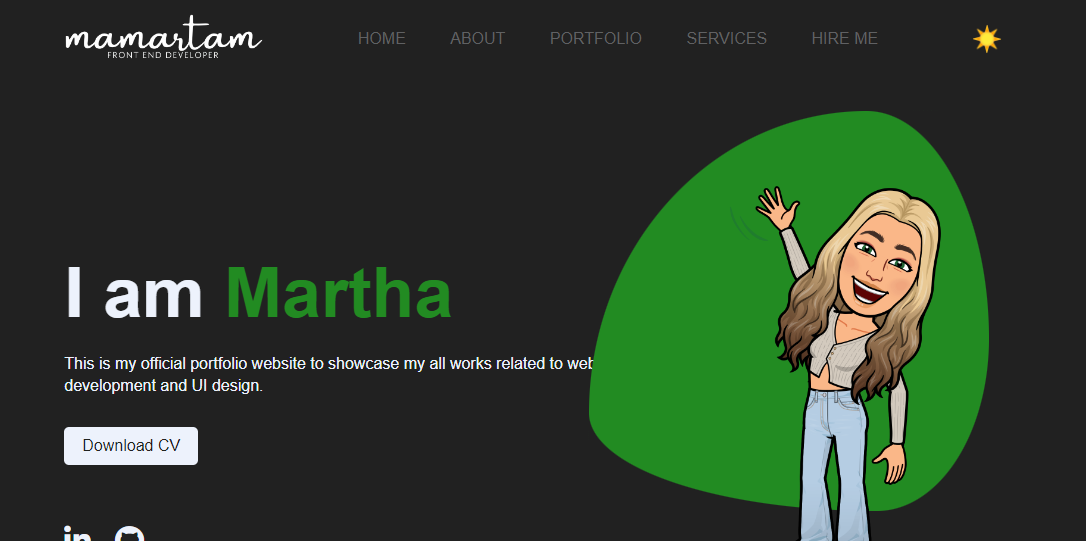 mamartam
FRONT END DEVELOPER
HOME ABOUT PORTFOLIO SERVICES HIRE ME
I am Martha
This is my official portfolio website to showcase my all works related to web
development and UI design.
Download CV
in